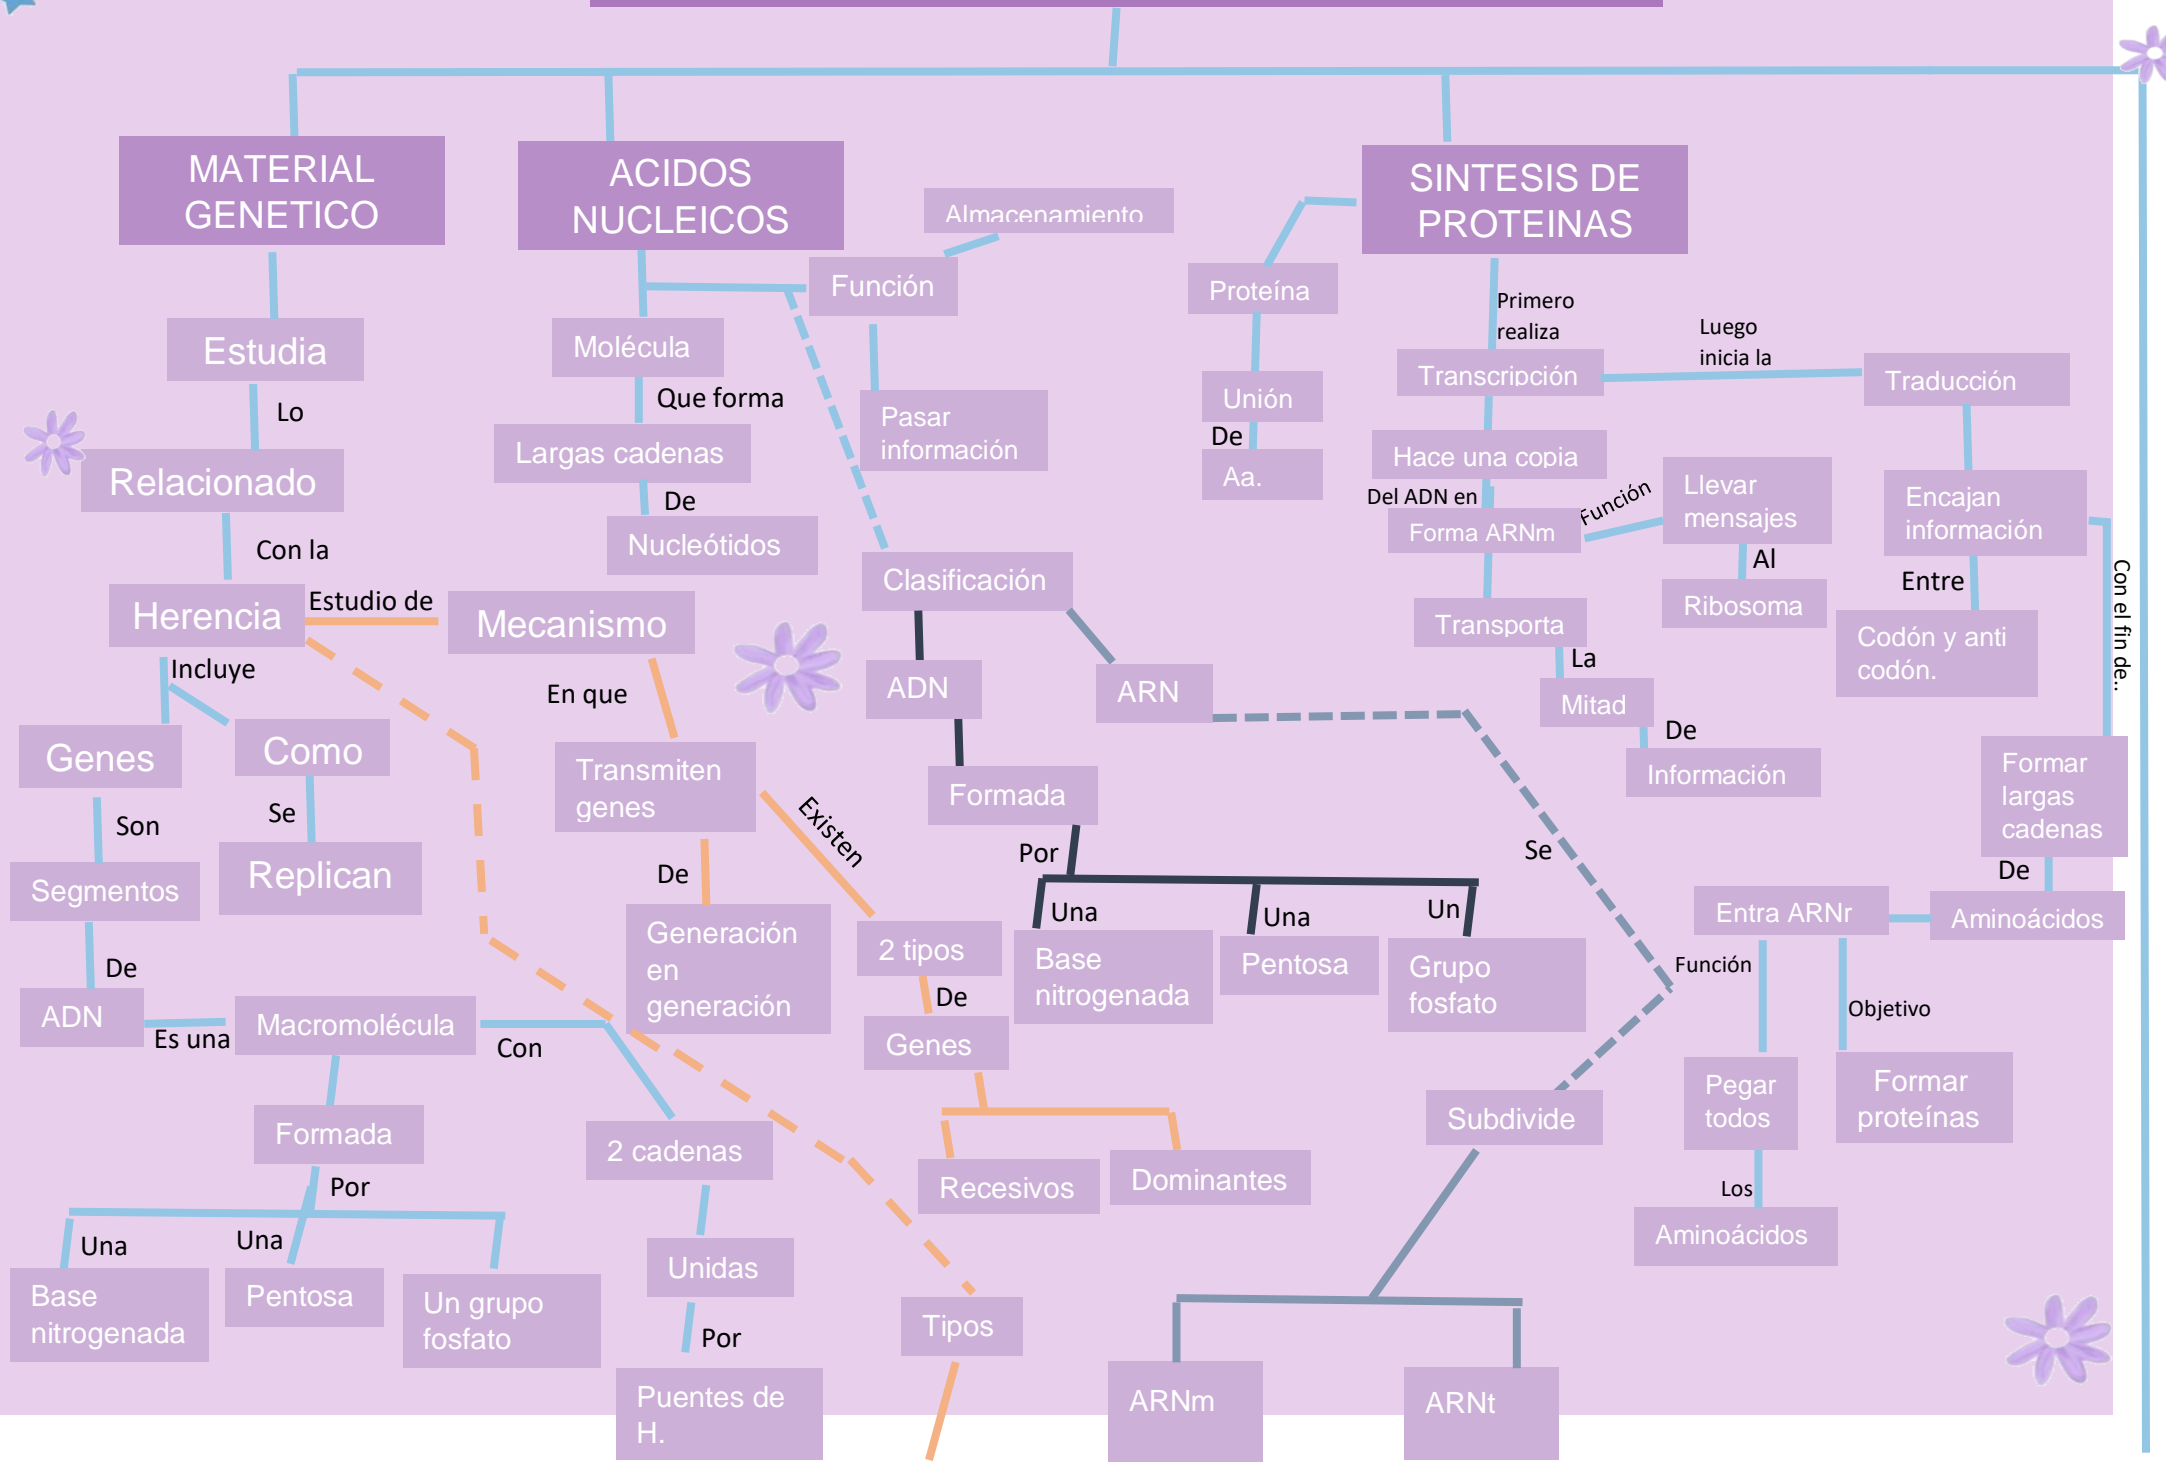 MATERIAL
GENETICO
Estudia
Lo
Relacionado
Con la
Herencia
Estudio de
Mecanismo
Incluye
Genes
Como
Son
Se
Segmentos
Replican
De
ADN
Es una
Macromolécula
Con
Formada
Por
Una
Una
Base
nitrogenada
Pentosa
Un grupo
fosfato
2 cadenas
Unidas
Por
Puentes de
H.
En que
Transmiten
genes
De
Generación
en
generación
Existen
2 tipos
De
Genes
Recesivos
Dominantes
Tipos
ACIDOS
NUCLEICOS
Molécula
Que forma
Largas cadenas
De
Nucleótidos
Función
Almacenamiento
Pasar
información
Clasificación
ADN
ARN
Formada
Por
Una
Una
Un
Base
nitrogenada
Pentosa
Grupo
fosfato
Se
Subdivide
ARNm
ARNt
SINTESIS DE
PROTEINAS
Proteína
Unión
De
Aa.
Primero
realiza
Transcripción
Luego
inicia la
Traducción
Hace una copia
Del ADN en
Forma ARNm
Función
Llevar
mensajes
Al
Ribosoma
Transporta
La
Mitad
De
Información
Encajan
información
Entre
Codón y anti
codón.
Con el fin de..
Formar
largas
cadenas
De
Aminoácidos
Entra ARNr
Función
Objetivo
Pegar
todos
Los
Aminoácidos
Formar
proteínas